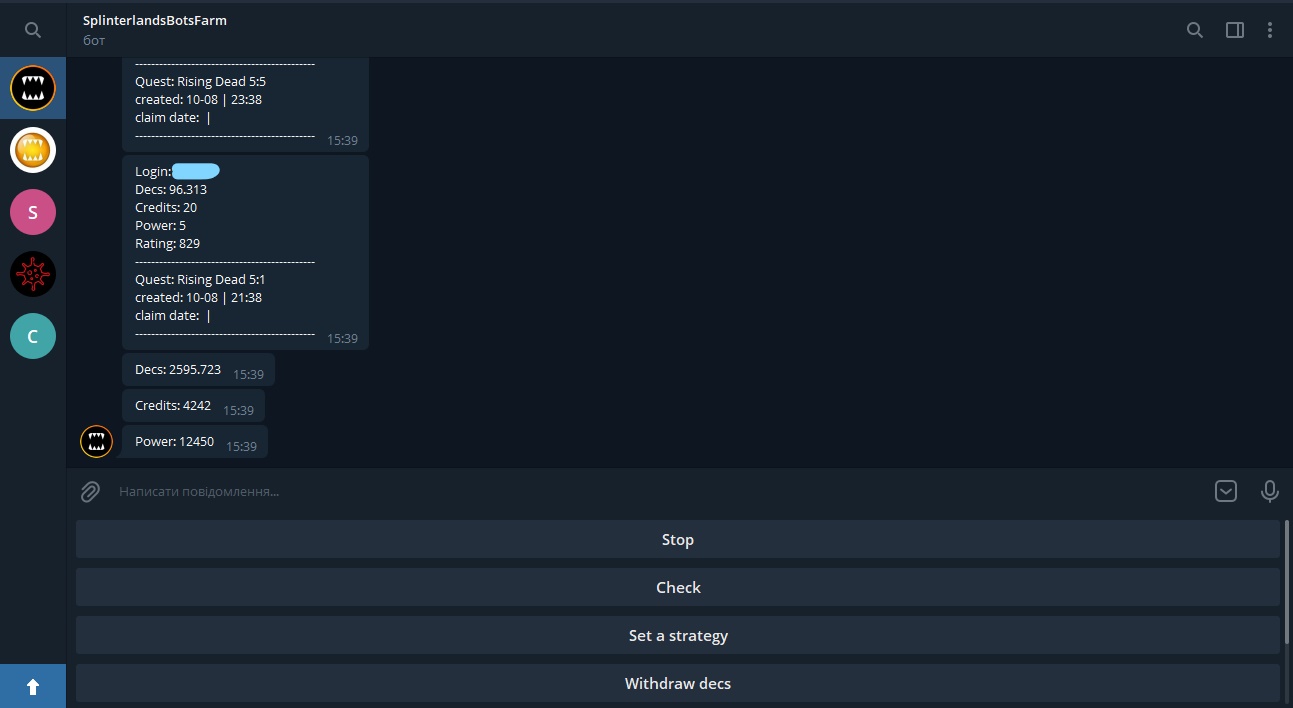 SplinterlandsBotsFarm
бот
---------------------------------------------
Quest: Rising Dead 5:5
created: 10-08 | 23:38
claim date:  |
---------------------------------------------
15:39
Login:
Decs: 96.313
Credits: 20
Power: 5
Rating: 829
---------------------------------------------
Quest: Rising Dead 5:1
created: 10-08 | 21:38
claim date:  |
---------------------------------------------
15:39
Decs: 2595.723 15:39
Credits: 4242 15:39
Power: 12450 15:39
S
C
Написати повідомлення...
Stop
Check
Set a strategy
Withdraw decs